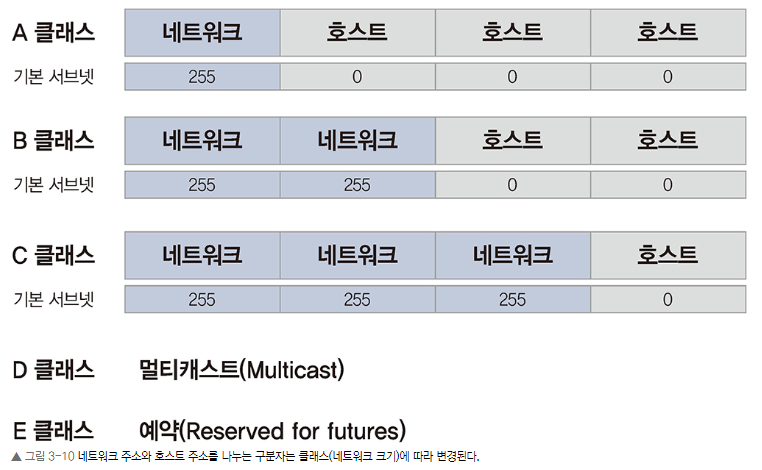 A 클래스 네트워크 호스트 호스트 호스트
기본 서브넷 255 0 0 0
B 클래스 네트워크 네트워크 호스트 호스트
기본 서브넷 255 255 0 0
C 클래스 네트워크 네트워크 네트워크 호스트
기본 서브넷 255 255 255 0
D 클래스 멀티캐스트(Multicast)
E 클래스 예약(Reserved for futures)
▲ 그림 3-10 네트워크 주소와 호스트 주소를 나누는 구분자는 클래스(네트워크 크기)에 따라 변경된다.